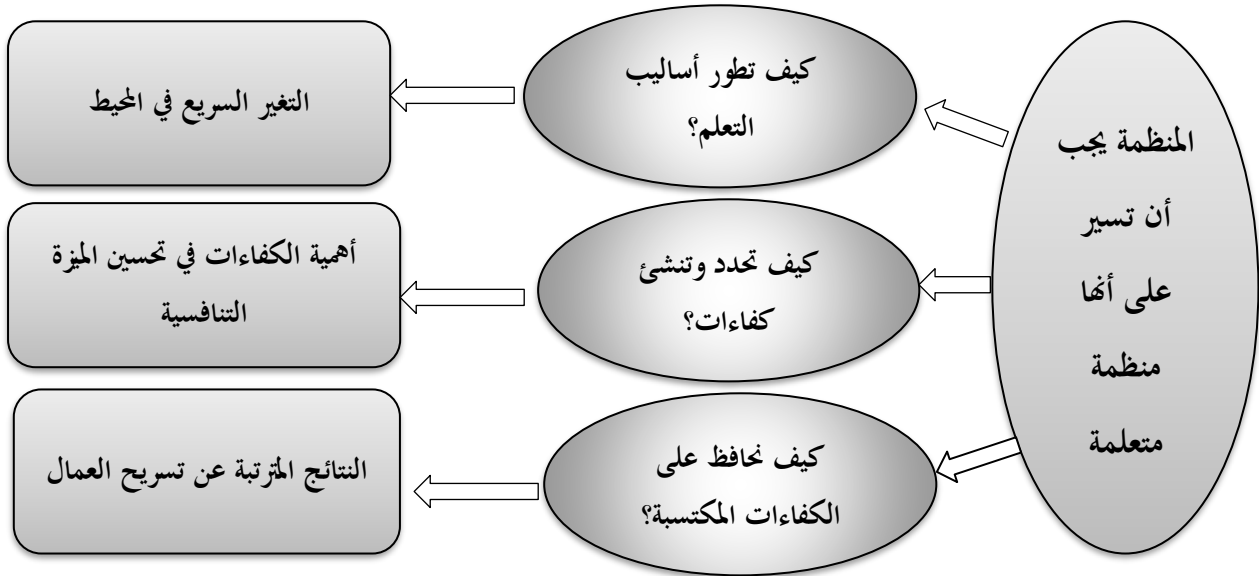 المنظمة يجب
أن تسير
على أنها
منظمة
متعلمة
كيف تطور أساليب
التعلم؟
التغير السريع في المحيط
كيف تحدد وتنشئ
كفاءات؟
أهمية الكفاءات في تحسين الميزة
التنافسية
كيف نحافظ على
الكفاءات المكتسبة؟
النتائج المترتبة عن تسريح العمال